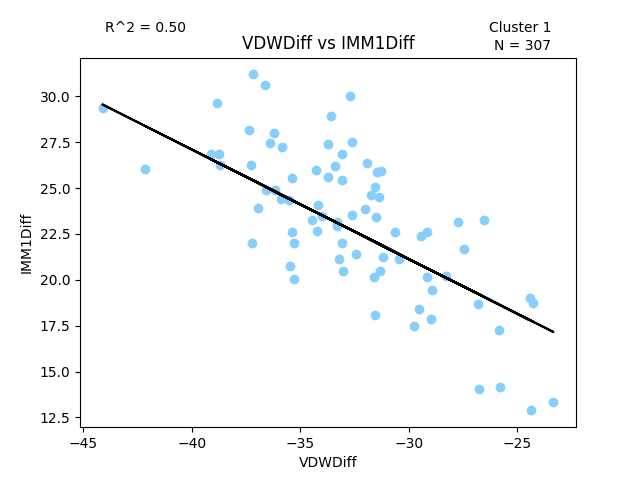 R^2 = 0.50
Cluster 1
VDWDiff vs IMM1Diff
N = 307
30.0
27.5
25.0
22.5
20.0
17.5
15.0
12.5
IMM1Diff
−45
−40
−35
−30
−25
VDWDiff